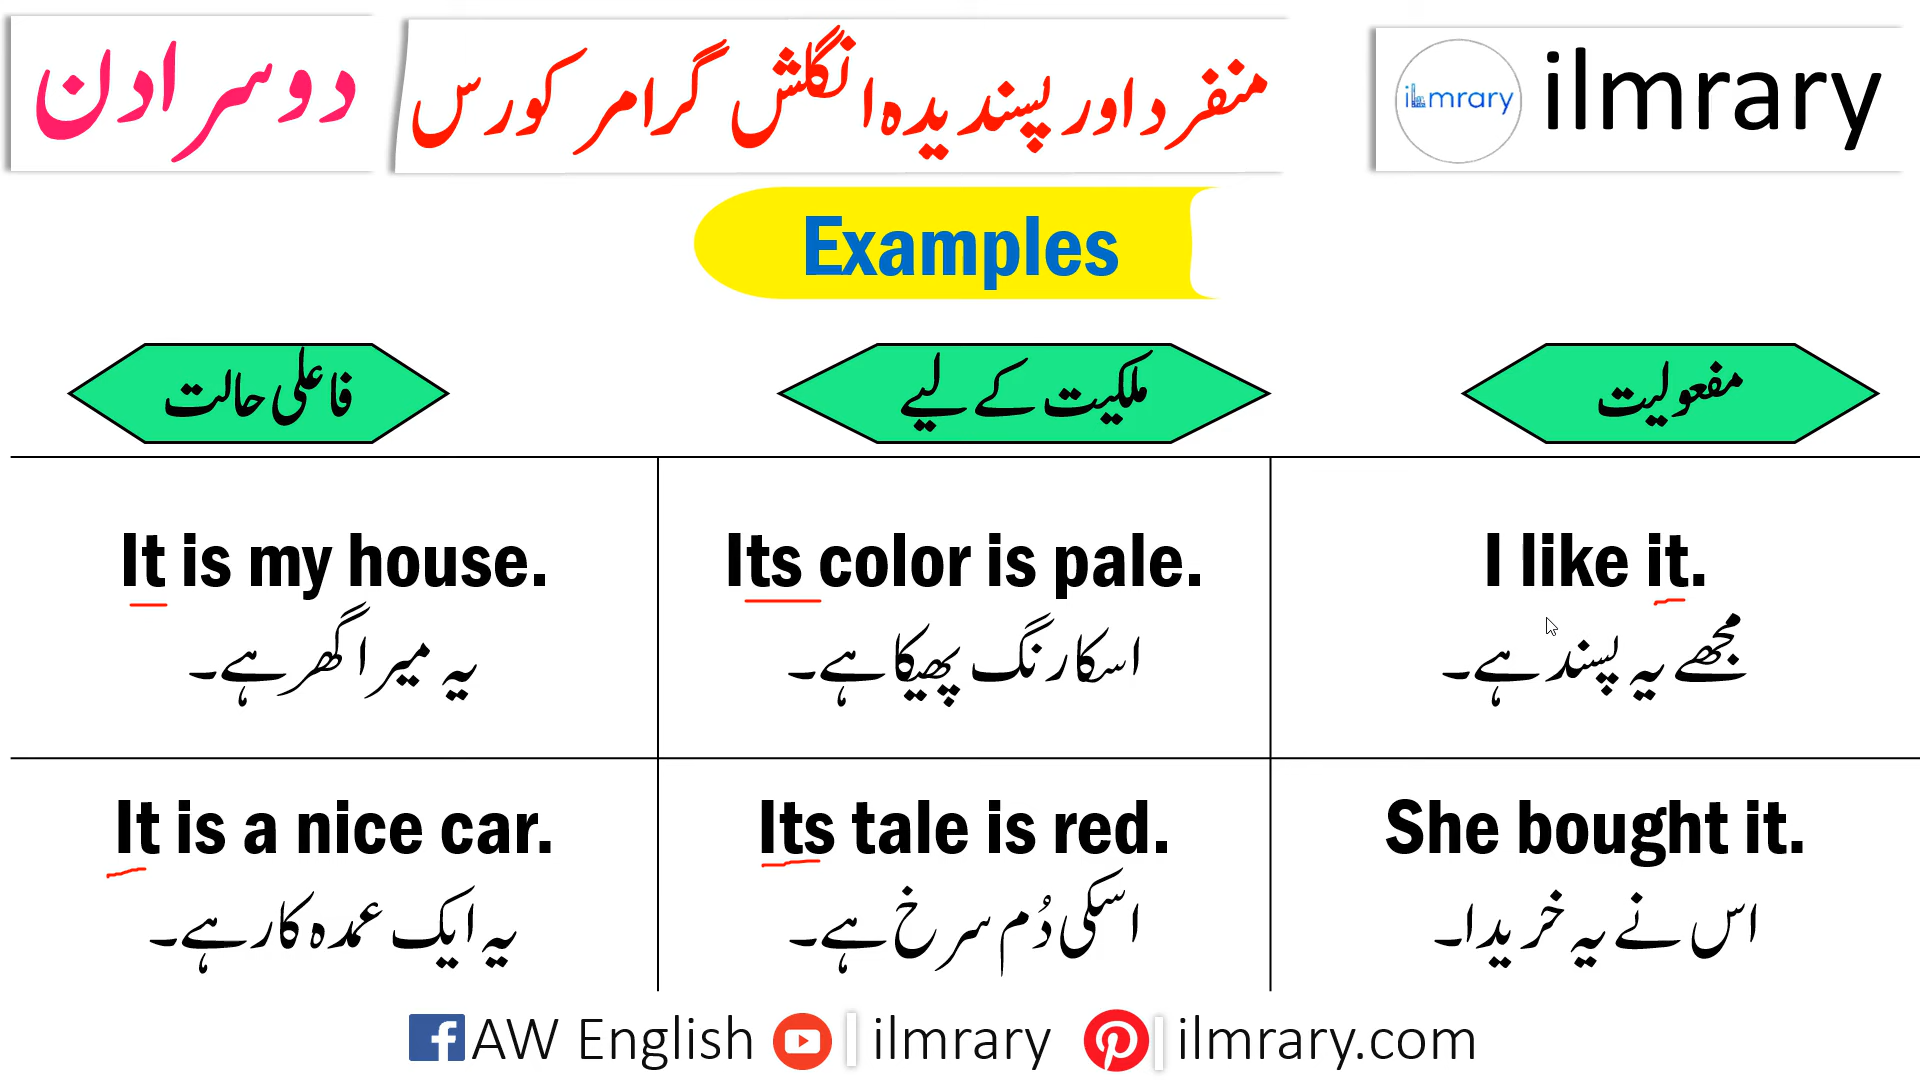 دوسرا دن
منفرد اور پسندیدہ انگلش گرامر کورس
ilmrary
ilmrary
Examples
فاعلی حالت
ملکیت کے لیے
مفعولیت
It is my house.
یہ میرا گھر ہے۔
Its color is pale.
اسکا رنگ پھیکا ہے۔
I like it.
مجھے یہ پسند ہے۔
It is a nice car.
یہ ایک عمدہ کار ہے۔
Its tale is red.
اسکی دُم سرخ ہے۔
She bought it.
اس نے یہ خریدا۔
AW English | ilmrary | ilmrary.com